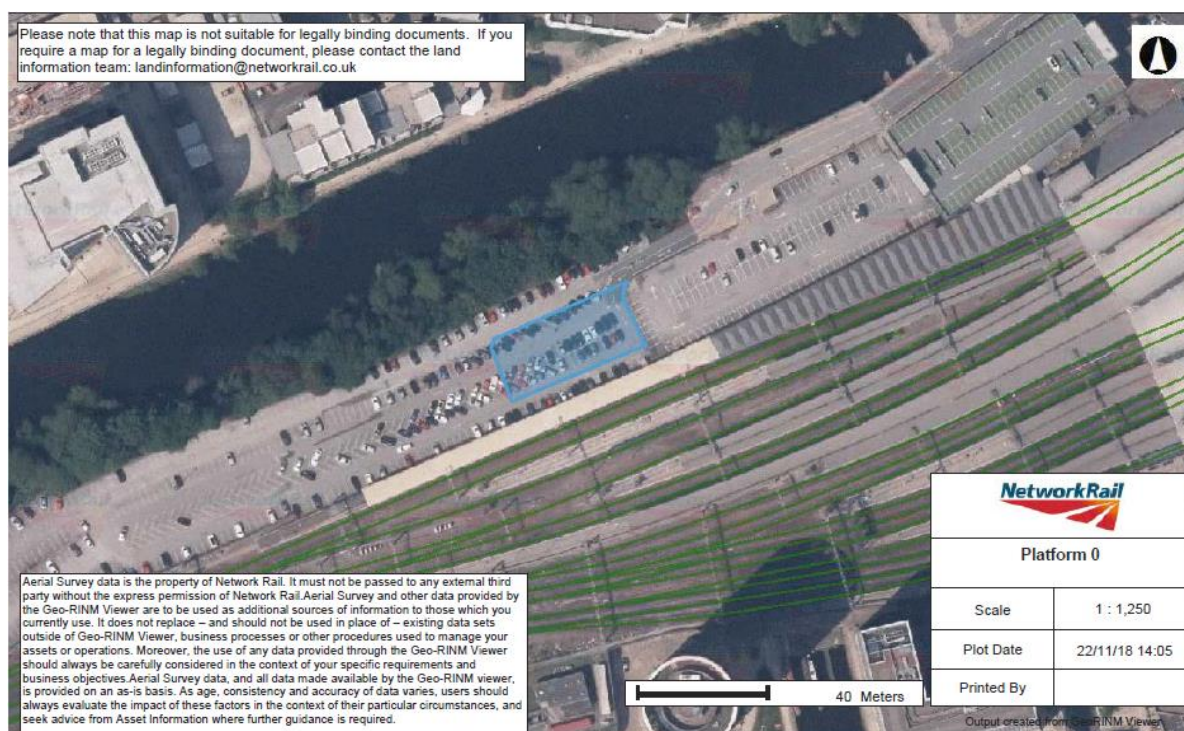 Please note that this map is not suitable for legally binding documents.  If you
require a map for a legally binding document, please contact the land
information team: landinformation@networkrail.co.uk
NetworkRail
Platform 0
Scale 1 : 1,250
Plot Date 22/11/18 14:05
Printed By
Aerial Survey data is the property of Network Rail. It must not be passed to any external third
party without the express permission of Network Rail.Aerial Survey and other data provided by
the Geo-RINM Viewer are to be used as additional sources of information to those which you
currently use. It does not replace – and should not be used in place of – existing data sets
outside of Geo-RINM Viewer, business processes or other procedures used to manage your
assets or operations. Moreover, the use of any data provided through the Geo-RINM Viewer
should always be carefully considered in the context of your specific requirements and
business objectives.Aerial Survey data, and all data made available by the GeoRINM viewer,
is provided on an as-is basis. As age, consistency and accuracy of data varies, users should
always evaluate the impact of these factors in the context of their particular circumstances, and
seek advice from Asset Information where further guidance is required.
40 Meters
Output created from GeoRINM Viewer